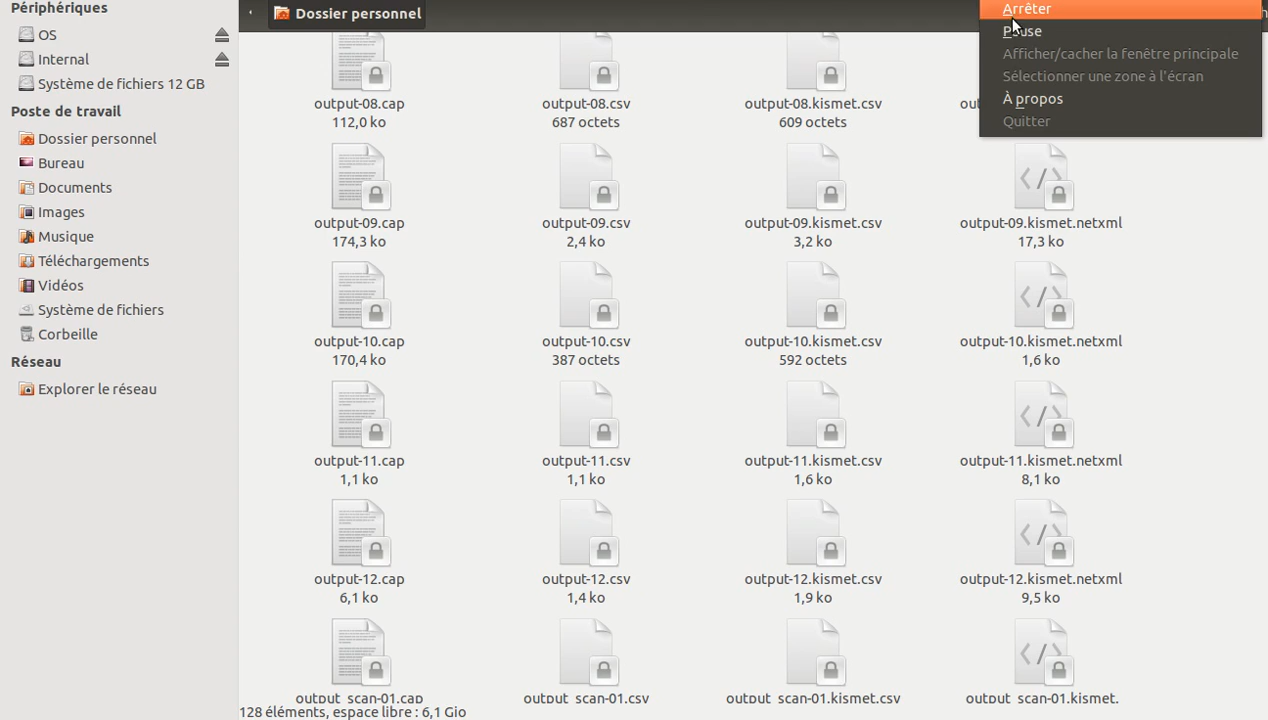 Périphériques
OS
Internal
Système de fichiers 12 GB
Poste de travail
Dossier personnel
Bureau
Documents
Images
Musique
Téléchargements
Vidéos
Système de fichiers
Corbeille
Réseau
Explorer le réseau
Dossier personnel
Arrêter
Pause
Afficher/cacher la fenêtre principale
Sélectionner une zone à l'écran
À propos
Quitter
output-08.cap
112,0 ko
output-08.csv
687 octets
output-08.kismet.csv
609 octets
output-09.cap
174,3 ko
output-09.csv
2,4 ko
output-09.kismet.csv
3,2 ko
output-09.kismet.netxml
17,3 ko
output-10.cap
170,4 ko
output-10.csv
387 octets
output-10.kismet.csv
592 octets
output-10.kismet.netxml
1,6 ko
output-11.cap
1,1 ko
output-11.csv
1,1 ko
output-11.kismet.csv
1,6 ko
output-11.kismet.netxml
8,1 ko
output-12.cap
6,1 ko
output-12.csv
1,4 ko
output-12.kismet.csv
1,9 ko
output-12.kismet.netxml
9,5 ko
output_scan-01.cap
output_scan-01.csv
output_scan-01.kismet.csv
output_scan-01.kismet.
128 éléments, espace libre : 6,1 Gio